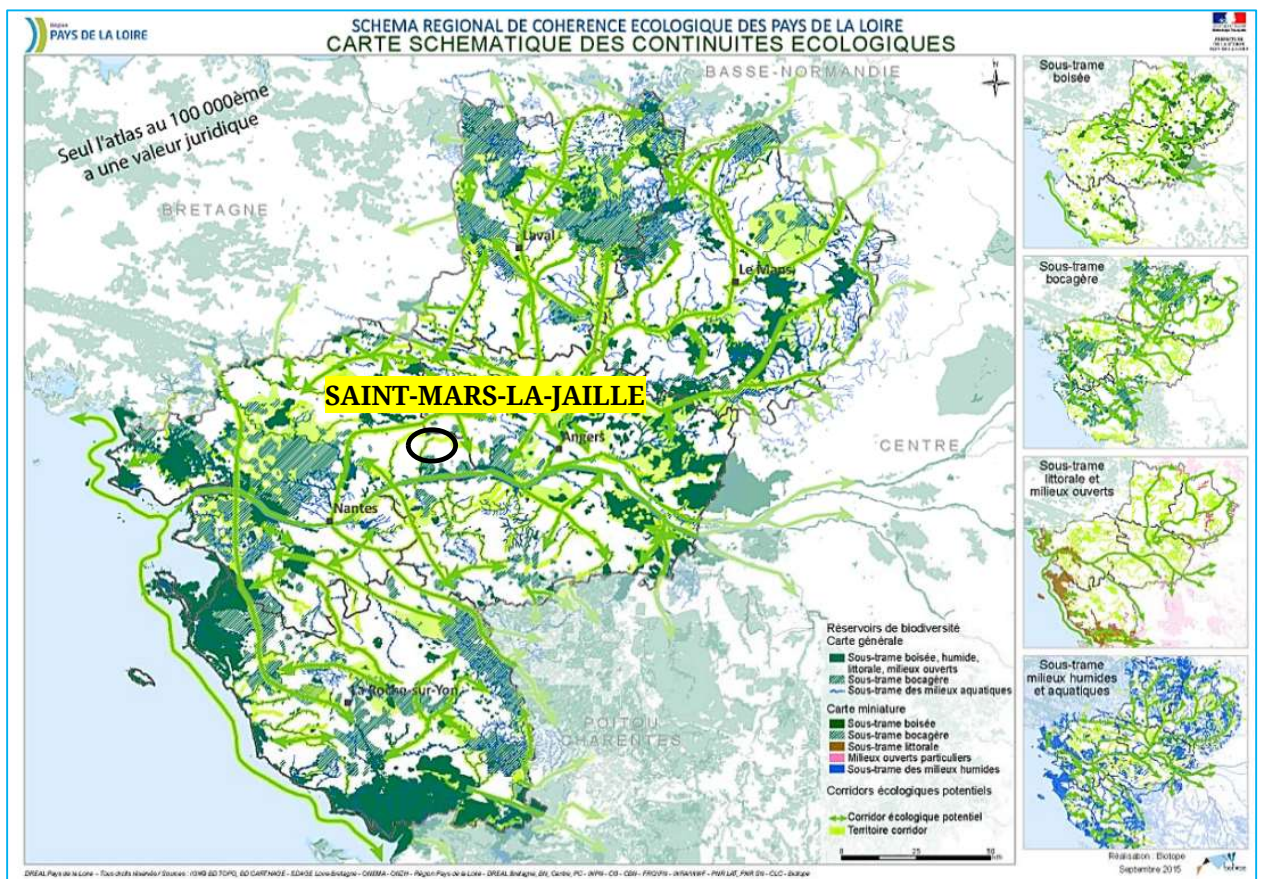 Région
PAYS DE LA LOIRE
SCHEMA REGIONAL DE COHERENCE ECOLOGIQUE DES PAYS DE LA LOIRE
CARTE SCHEMATIQUE DES CONTINUITES ECOLOGIQUES
Seul l'atlas au 100 000ème
a une valeur juridique
BASSE-NORMANDIE
BRETAGNE
Laval
Le Mans
SAINT-MARS-LA-JAILLE
Angers
CENTRE
Nantes
La Roche-sur-Yon
POITOU
CHARENTES
Réservoirs de biodiversité
Carte générale
Sous-trame boisée, humide,
littorale, milieux ouverts
Sous-trame bocagère
Sous-trame des milieux aquatiques
Carte miniature
Sous-trame boisée
Sous-trame bocagère
Sous-trame littorale
Milieux ouverts particuliers
Sous-trame des milieux humides
Corridors écologiques potentiels
Corridor écologique potentiel
Territoire corridor
0 25 50
km
Sous-trame
boisée
Sous-trame
bocagère
Sous-trame
littorale et
milieux ouverts
Sous-trame
milieux humides
et aquatiques
Réalisation : Biotope
Septembre 2015
biotope